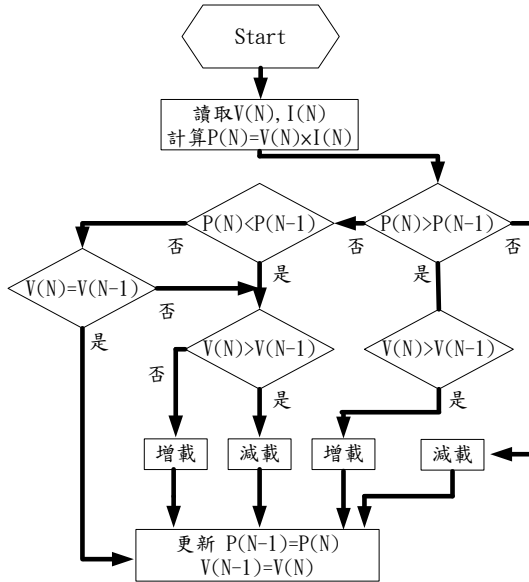 Start
讀取V(N),I(N)
計算P(N)=V(N)×I(N)
P(N)<P(N-1)
P(N)>P(N-1)
否
否
否
是
是
V(N)=V(N-1)
否
是
V(N)>V(N-1)
V(N)>V(N-1)
否
是
是
增載
減載
增載
減載
更新 P(N-1)=P(N)
V(N-1)=V(N)